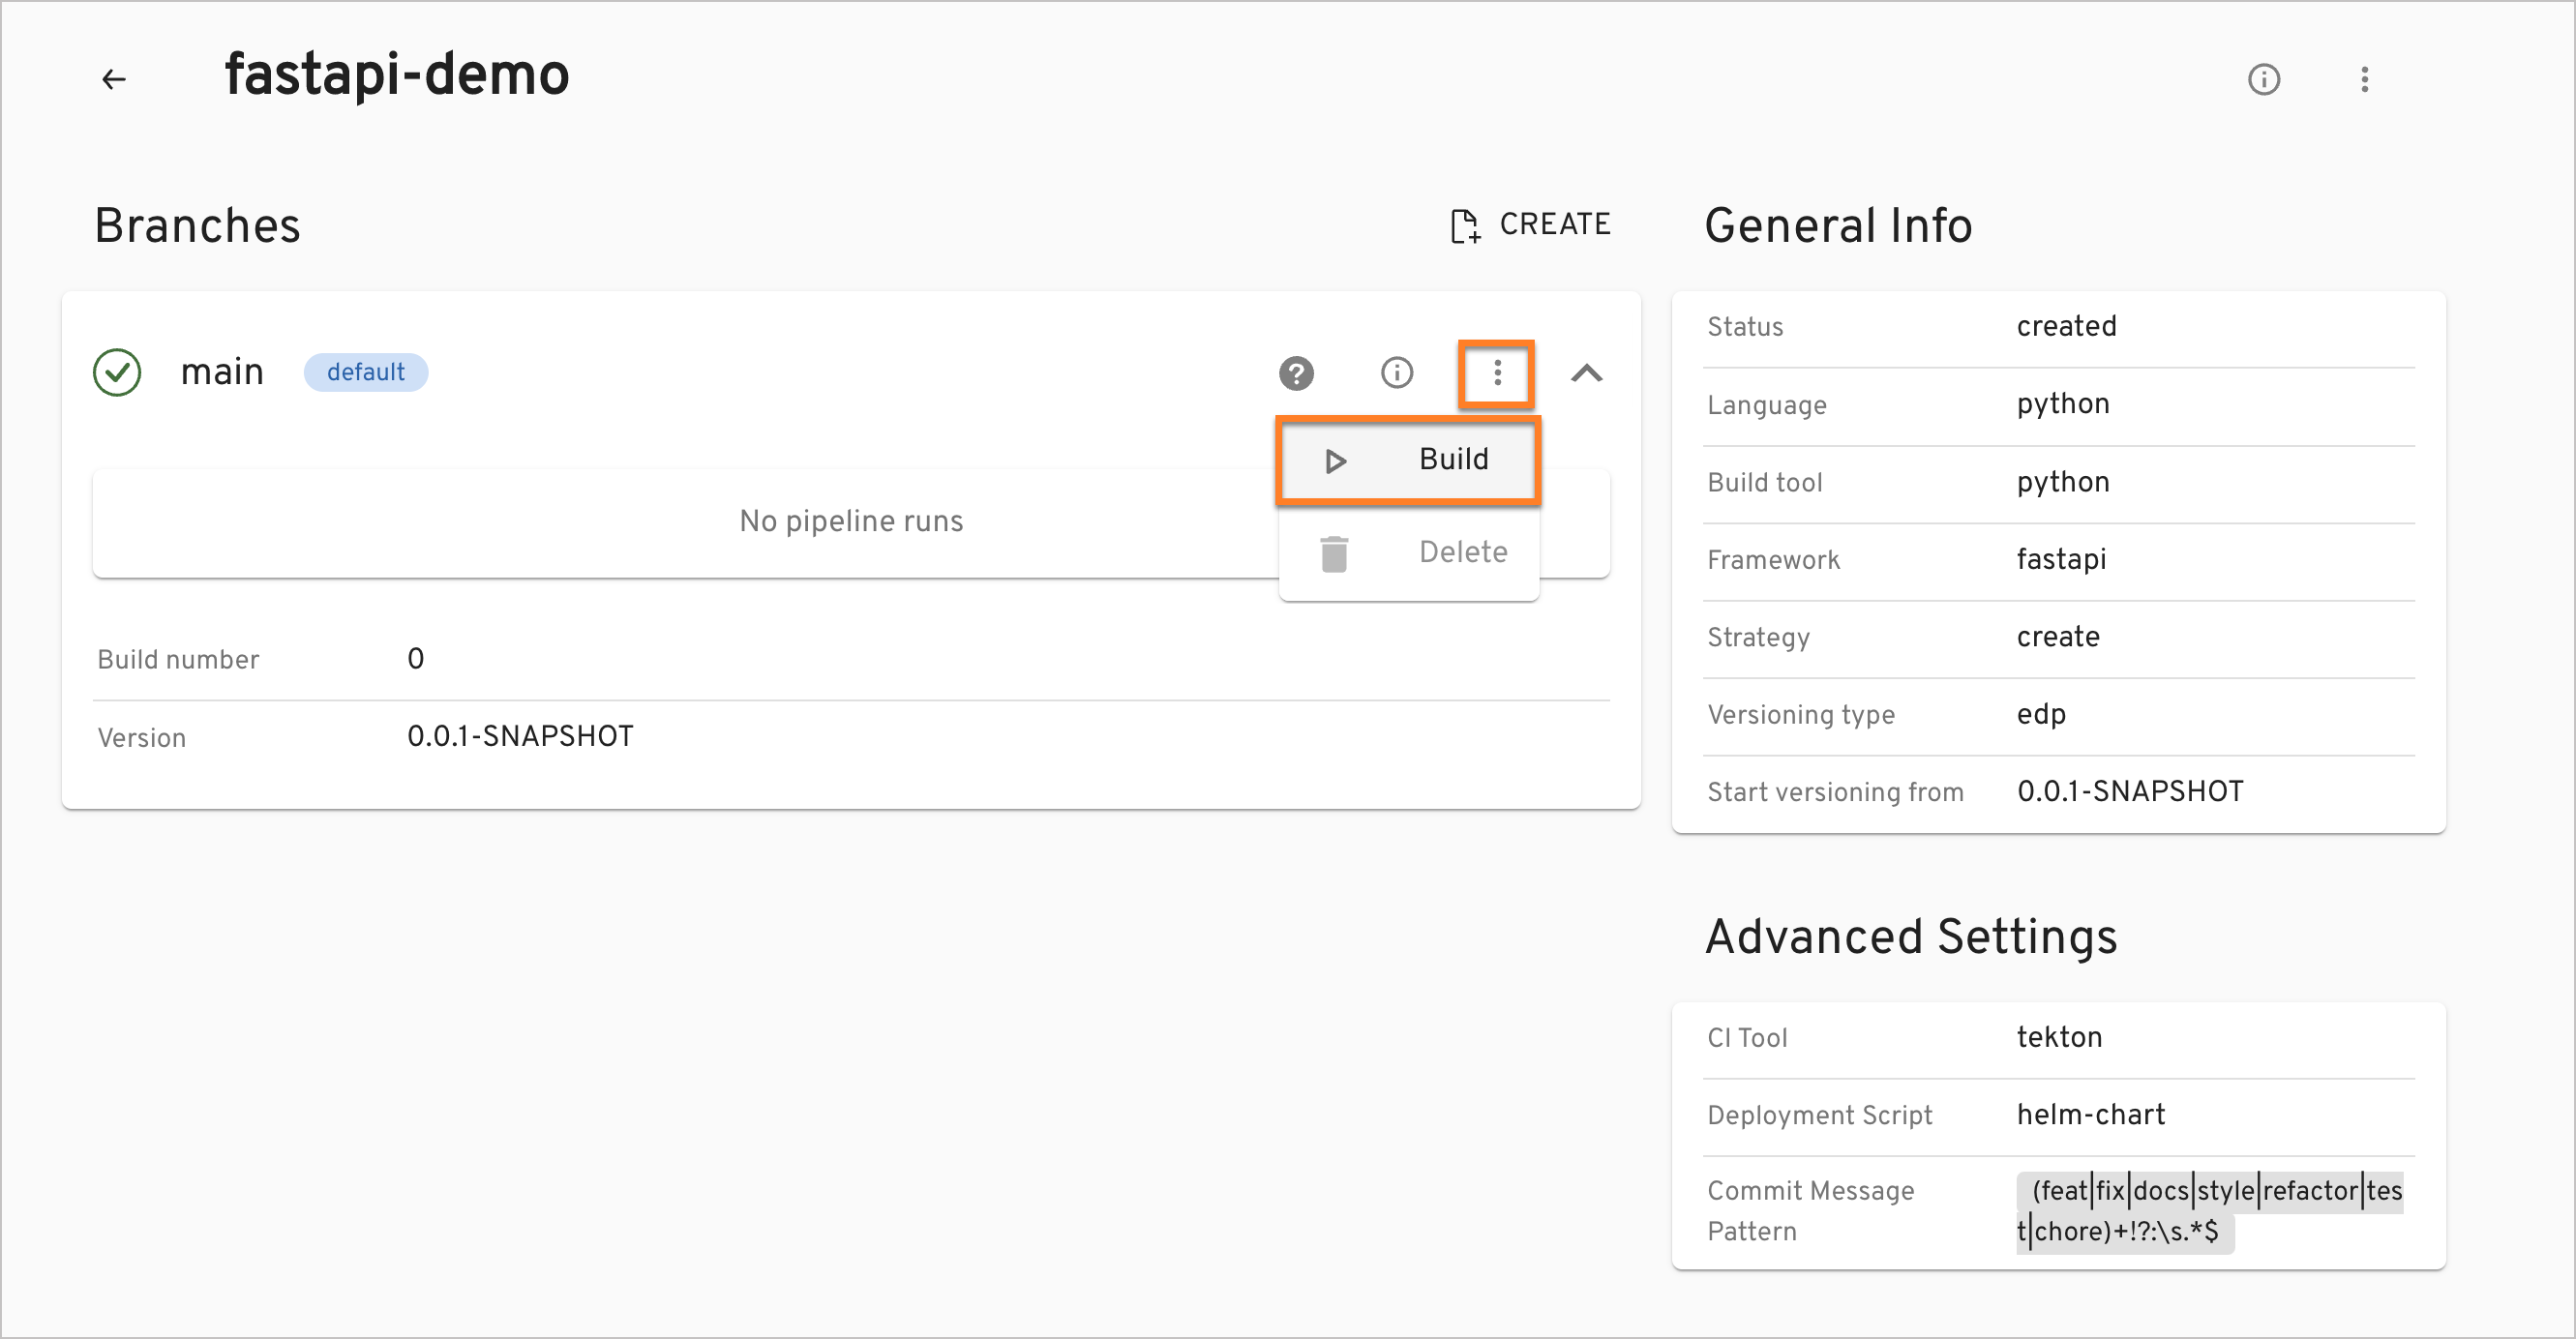 fastapi-demo
Branches
CREATE
main
default
Build
No pipeline runs
Delete
Build number 0
Version 0.0.1-SNAPSHOT
General Info
Status created
Language python
Build tool python
Framework fastapi
Strategy create
Versioning type edp
Start versioning from 0.0.1-SNAPSHOT
Advanced Settings
CI Tool tekton
Deployment Script helm-chart
Commit Message (feat|fix|docs|style|refactor|tes
Pattern t|chore)+!?:\s.*$